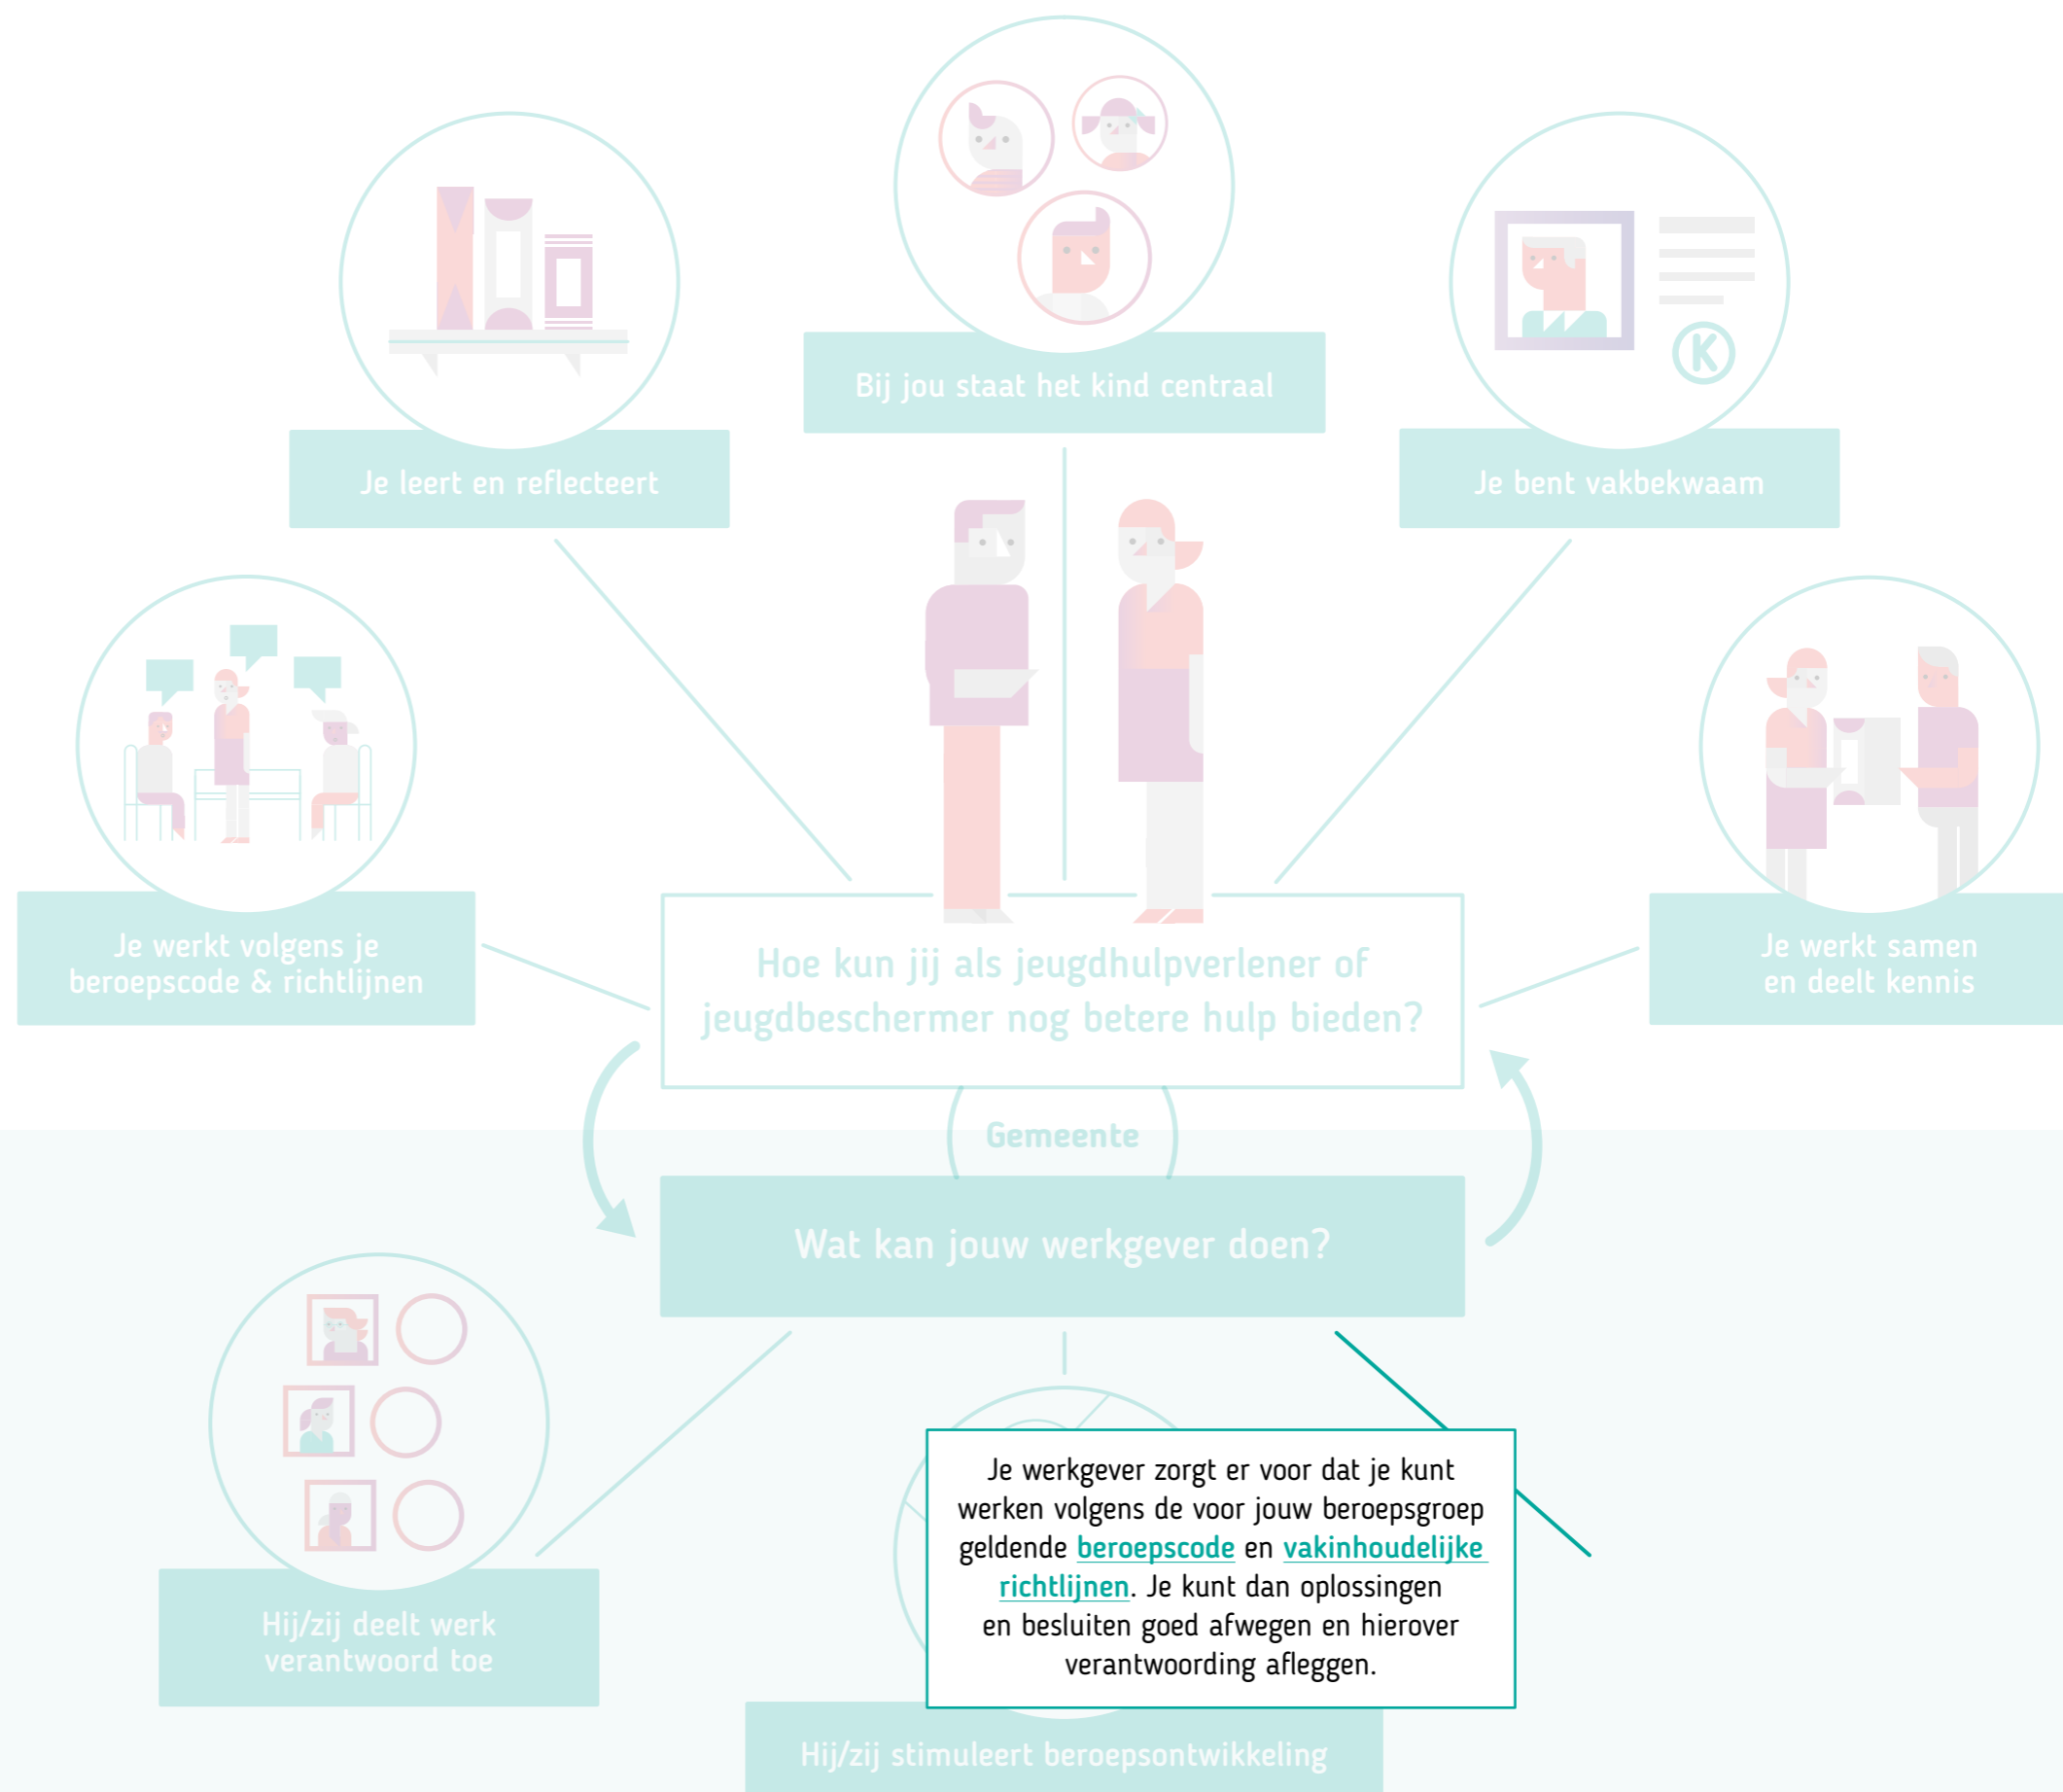 Bij jou staat het kind centraal
Je leert en reflecteert
K
Je bent vakbekwaam
Je werkt volgens je
beroepscode & richtlijnen
Je werkt samen
en deelt kennis
Hoe kun jij als jeugdhulpverlener of
jeugdbeschermer nog betere hulp bieden?
Gemeente
Wat kan jouw werkgever doen?
Je werkgever zorgt er voor dat je kunt
werken volgens de voor jouw beroepsgroep
geldende beroepscode en vakinhoudelijke
richtlijnen. Je kunt dan oplossingen
en besluiten goed afwegen en hierover
verantwoording afleggen.
Hij/zij deelt werk
verantwoord toe
Hij/zij stimuleert beroepsontwikkeling